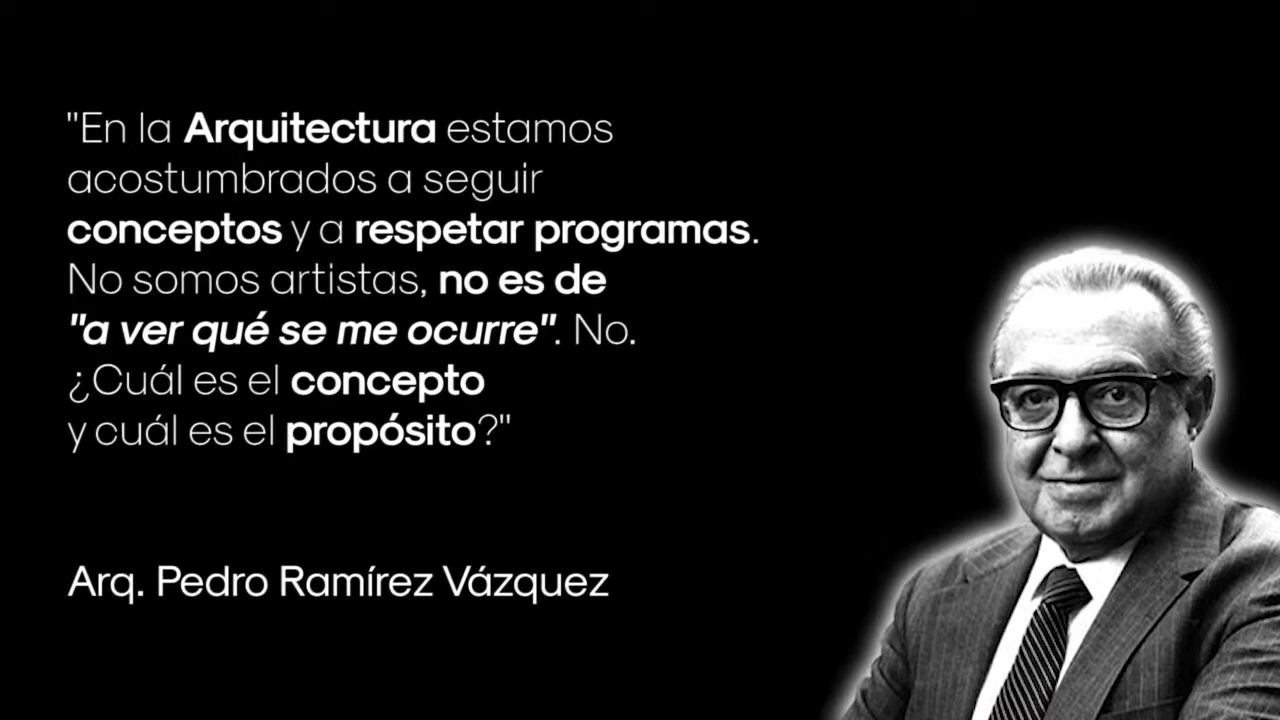 "En la Arquitectura estamos
acostumbrados a seguir
conceptos y a respetar programas.
No somos artistas, no es de
"a ver qué se me ocurre". No.
¿Cuál es el concepto
y cuál es el propósito?"
Arq. Pedro Ramírez Vázquez